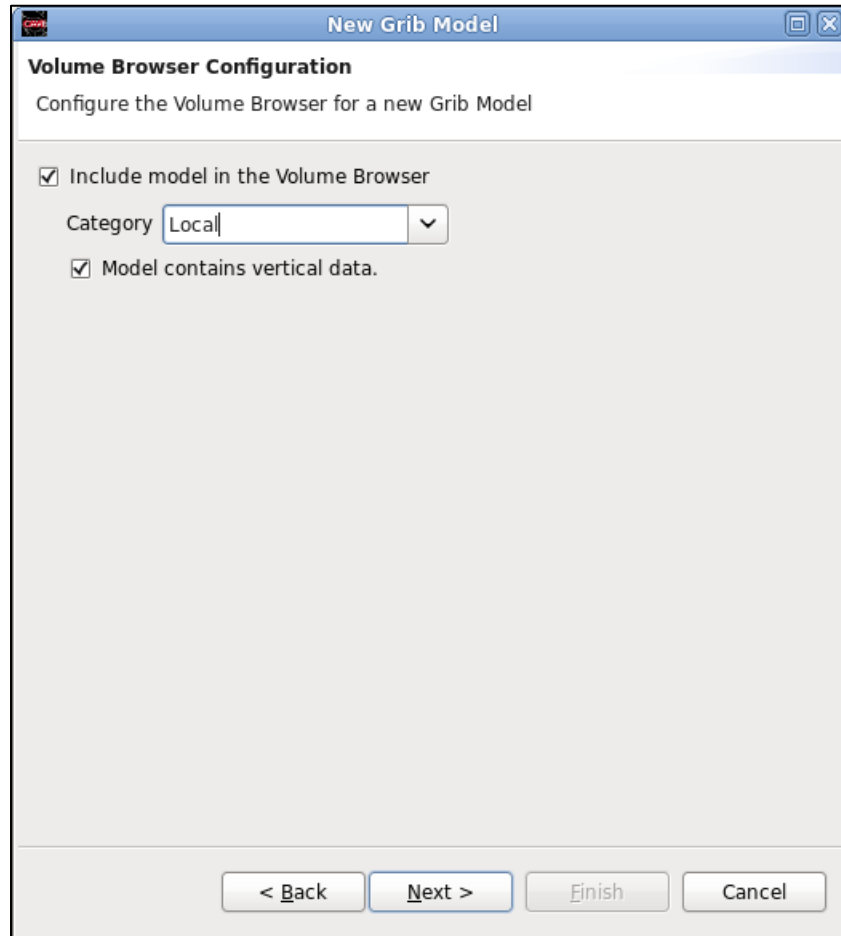 New Grib Model
Volume Browser Configuration
Configure the Volume Browser for a new Grib Model
Include model in the Volume Browser
Category Local
Model contains vertical data.
< Back Next > Finish Cancel